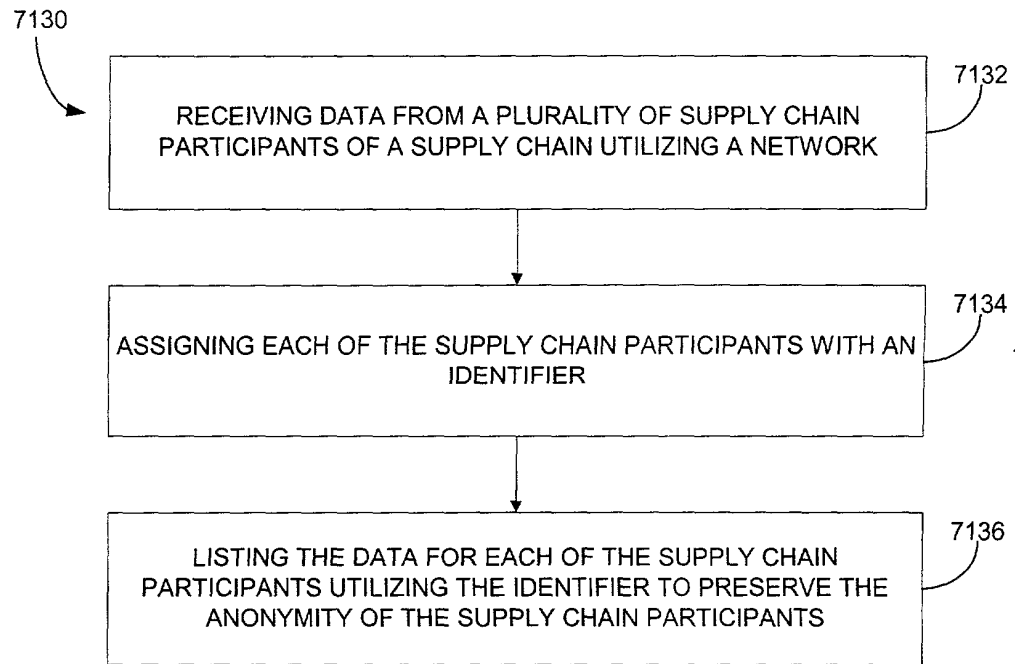 7130
7132
RECEIVING DATA FROM A PLURALITY OF SUPPLY CHAIN
PARTICIPANTS OF A SUPPLY CHAIN UTILIZING A NETWORK
7134
ASSIGNING EACH OF THE SUPPLY CHAIN PARTICIPANTS WITH AN
IDENTIFIER
7136
LISTING THE DATA FOR EACH OF THE SUPPLY CHAIN
PARTICIPANTS UTILIZING THE IDENTIFIER TO PRESERVE THE
ANONYMITY OF THE SUPPLY CHAIN PARTICIPANTS